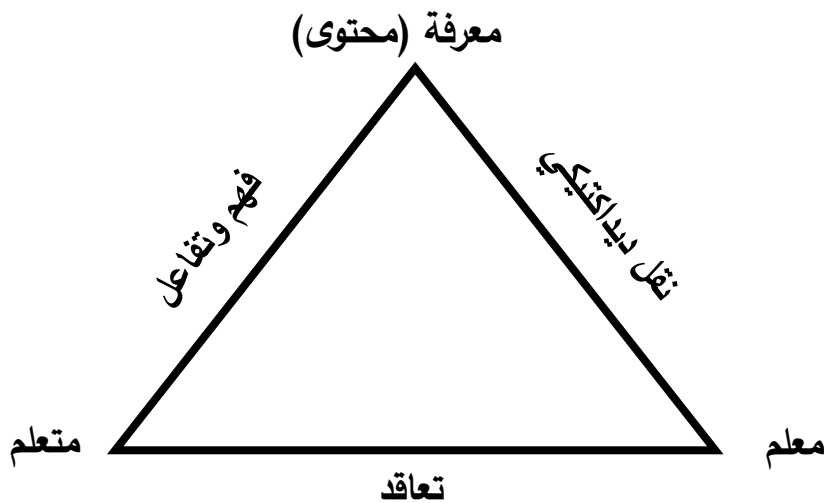 معرفة (محتوى)
نقل ديداكتيكي
فهم وتفاعل
معلم
متعلم
تعاقد